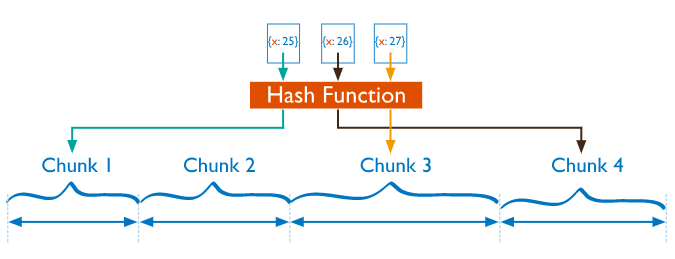 {x: 25} {x: 26} {x: 27}
Hash Function
Chunk 1 Chunk 2 Chunk 3 Chunk 4